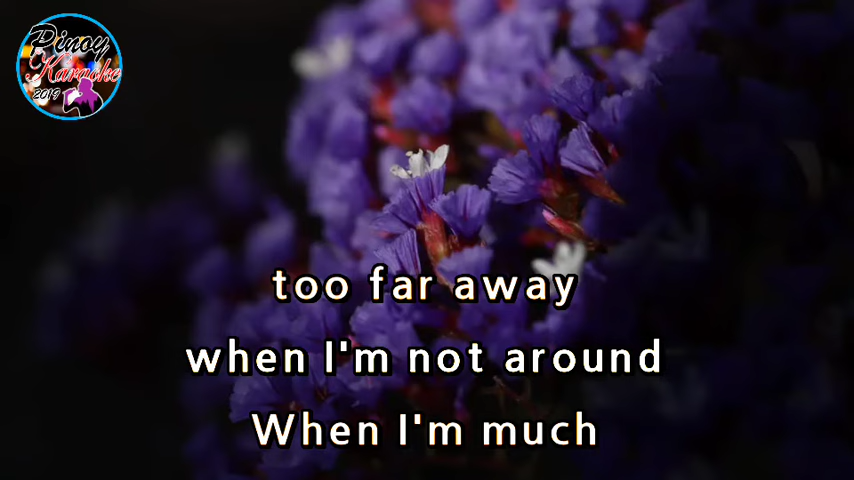 Pinoy
Karaoke
2019
too far away
when I'm not around
When I'm much